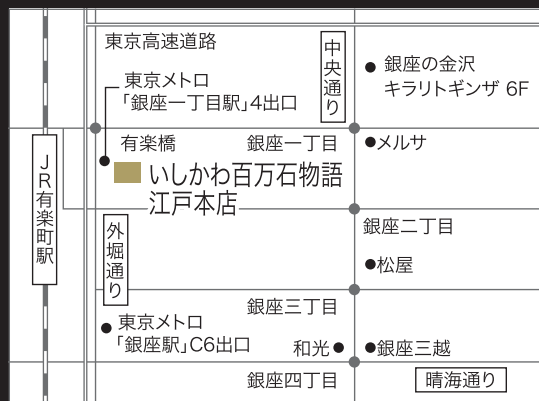 東京高速道路
中央通り
銀座の金沢
キラリトギンザ 6F
東京メトロ
「銀座一丁目駅」4出口
有楽橋
銀座一丁目
メルサ
いしかわ百万石物語
江戸本店
JR有楽町駅
外堀通り
銀座二丁目
松屋
銀座三丁目
東京メトロ
「銀座駅」C6出口
和光
銀座三越
銀座四丁目
晴海通り